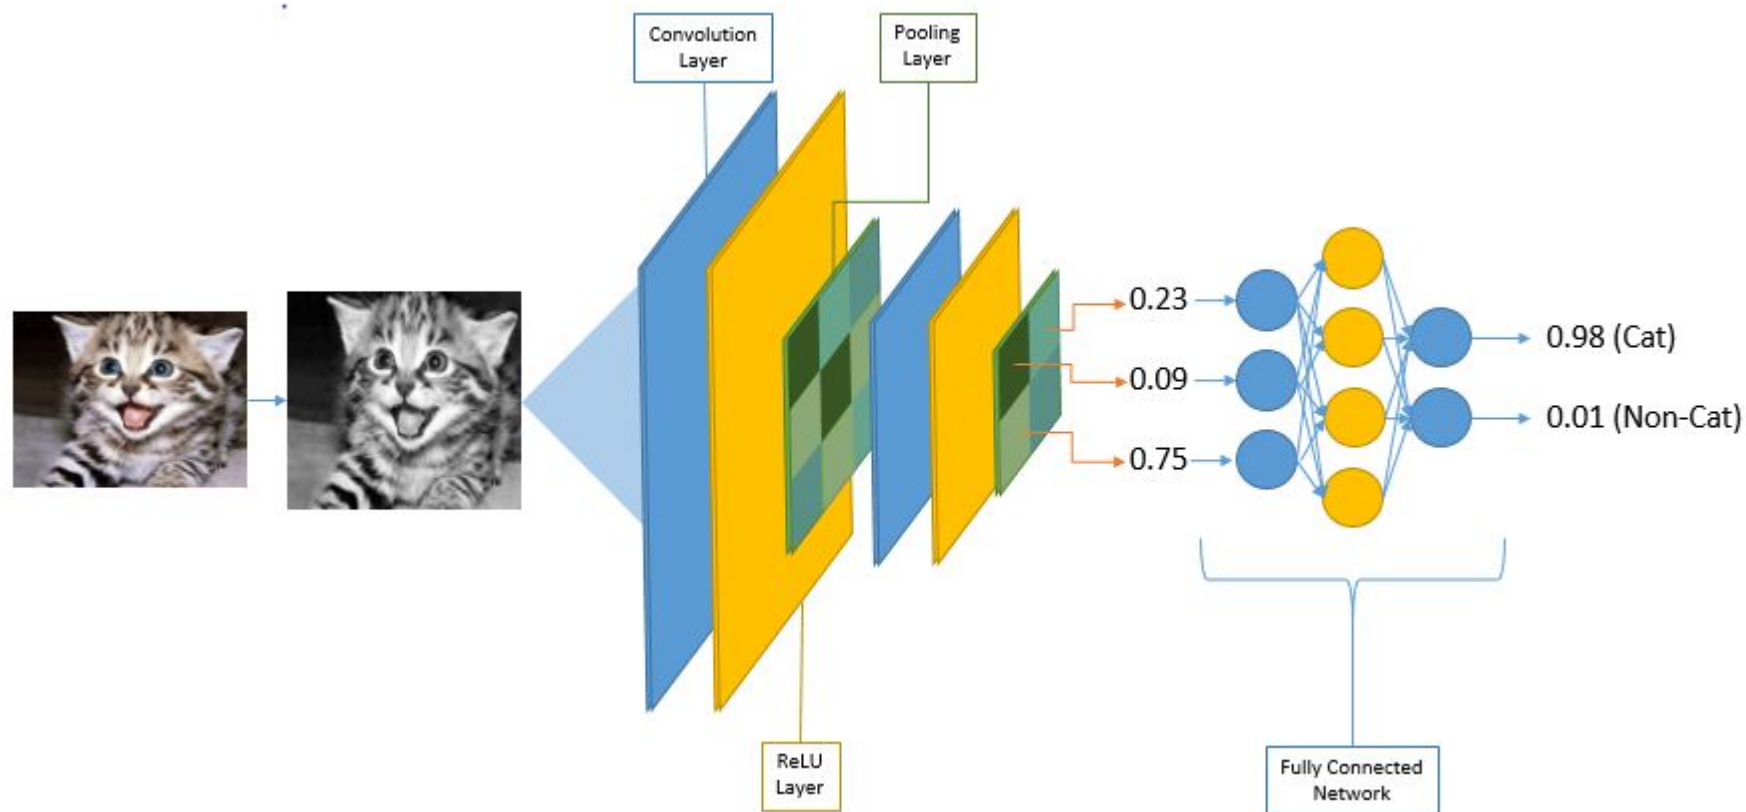 Convolution
Layer
Pooling
Layer
0.23
0.09
0.75
0.98 (Cat)
0.01 (Non-Cat)
ReLU
Layer
Fully Connected
Network